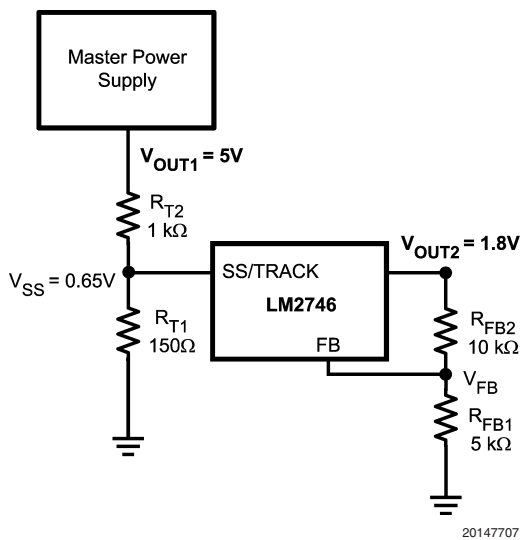 Master Power
Supply
VOUT1 = 5V
RT2
1 kΩ
VSS = 0.65V
RT1
150Ω
SS/TRACK
LM2746
FB
VOUT2 = 1.8V
RFB2
10 kΩ
VFB
RFB1
5 kΩ
20147707